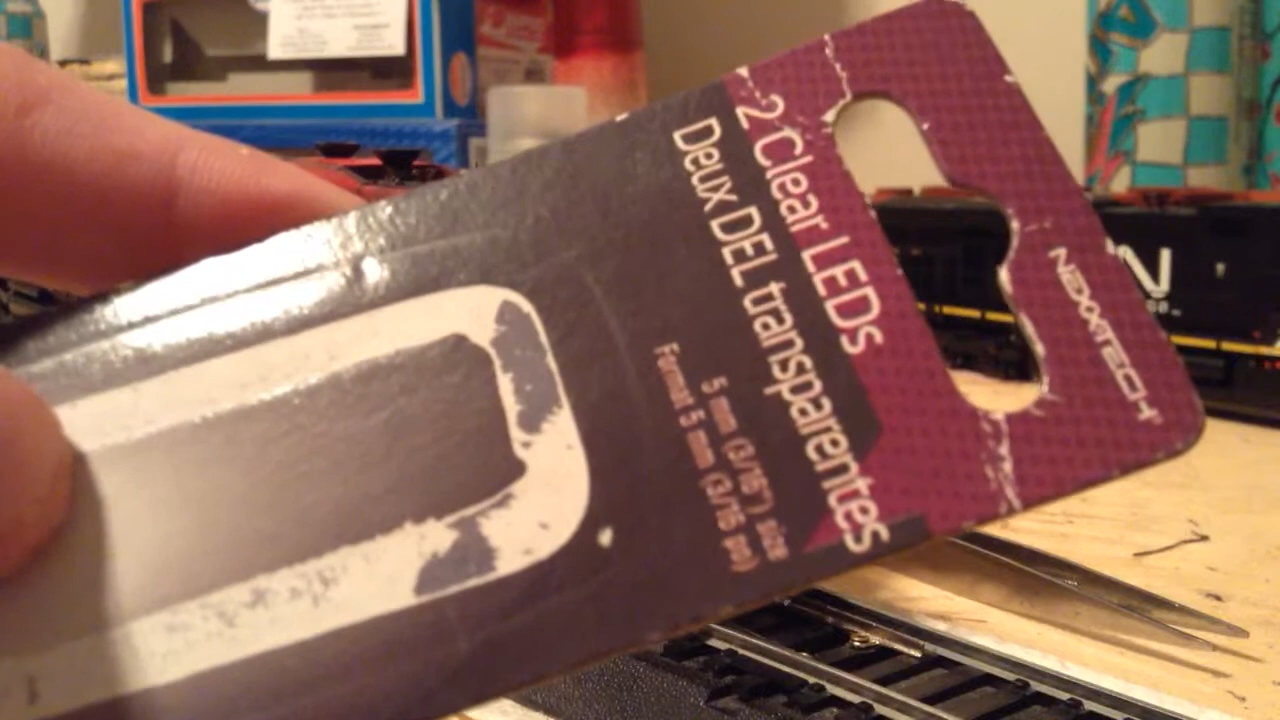 NEXXTECH
2 Clear LEDs
Deux DEL transparentes
5 mm (3/16") size
Format 5 mm (3/16 po)
N